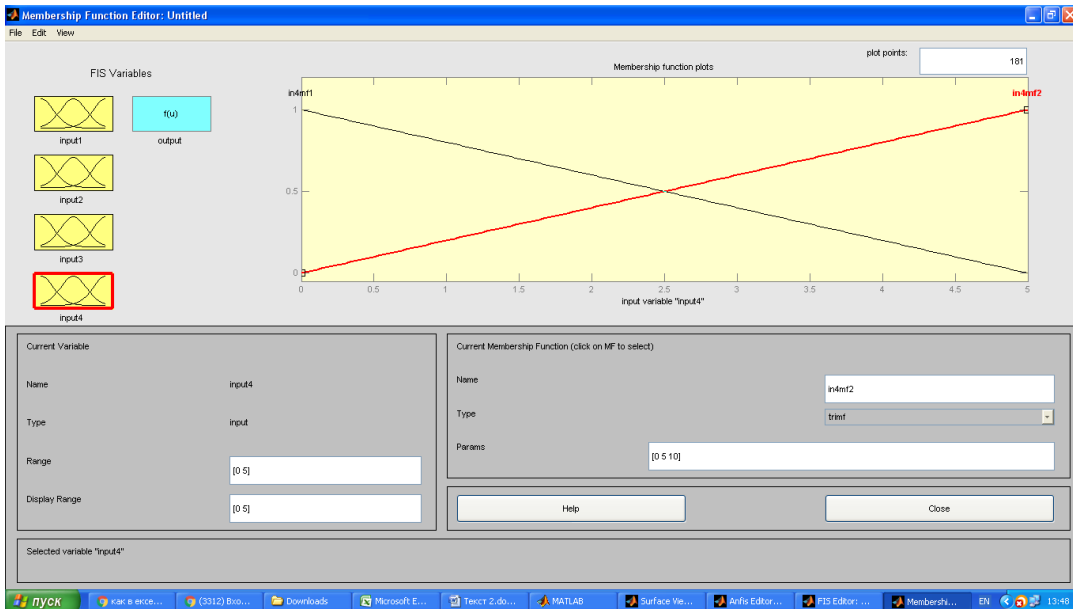 Membership Function Editor: Untitled
File Edit View
FIS Variables
input1
f(u)
output
input2
input3
input4
plot points:
181
Membership function plots
in4mf1
in4mf2
1
0.5
0
0 0.5 1 1.5 2 2.5 3 3.5 4 4.5 5
input variable "input4"
Current Variable
Name input4
Type input
Range [0 5]
Display Range [0 5]
Current Membership Function (click on MF to select)
Name in4mf2
Type trimf
Params [0 5 10]
Help Close
Selected variable "input4"
пуск как в ексе... (3312) Вхо... Downloads Microsoft E... Текст 2.do... MATLAB Surface Vie... Anfis Editor... FIS Editor: ... Membershi... EN 13:48